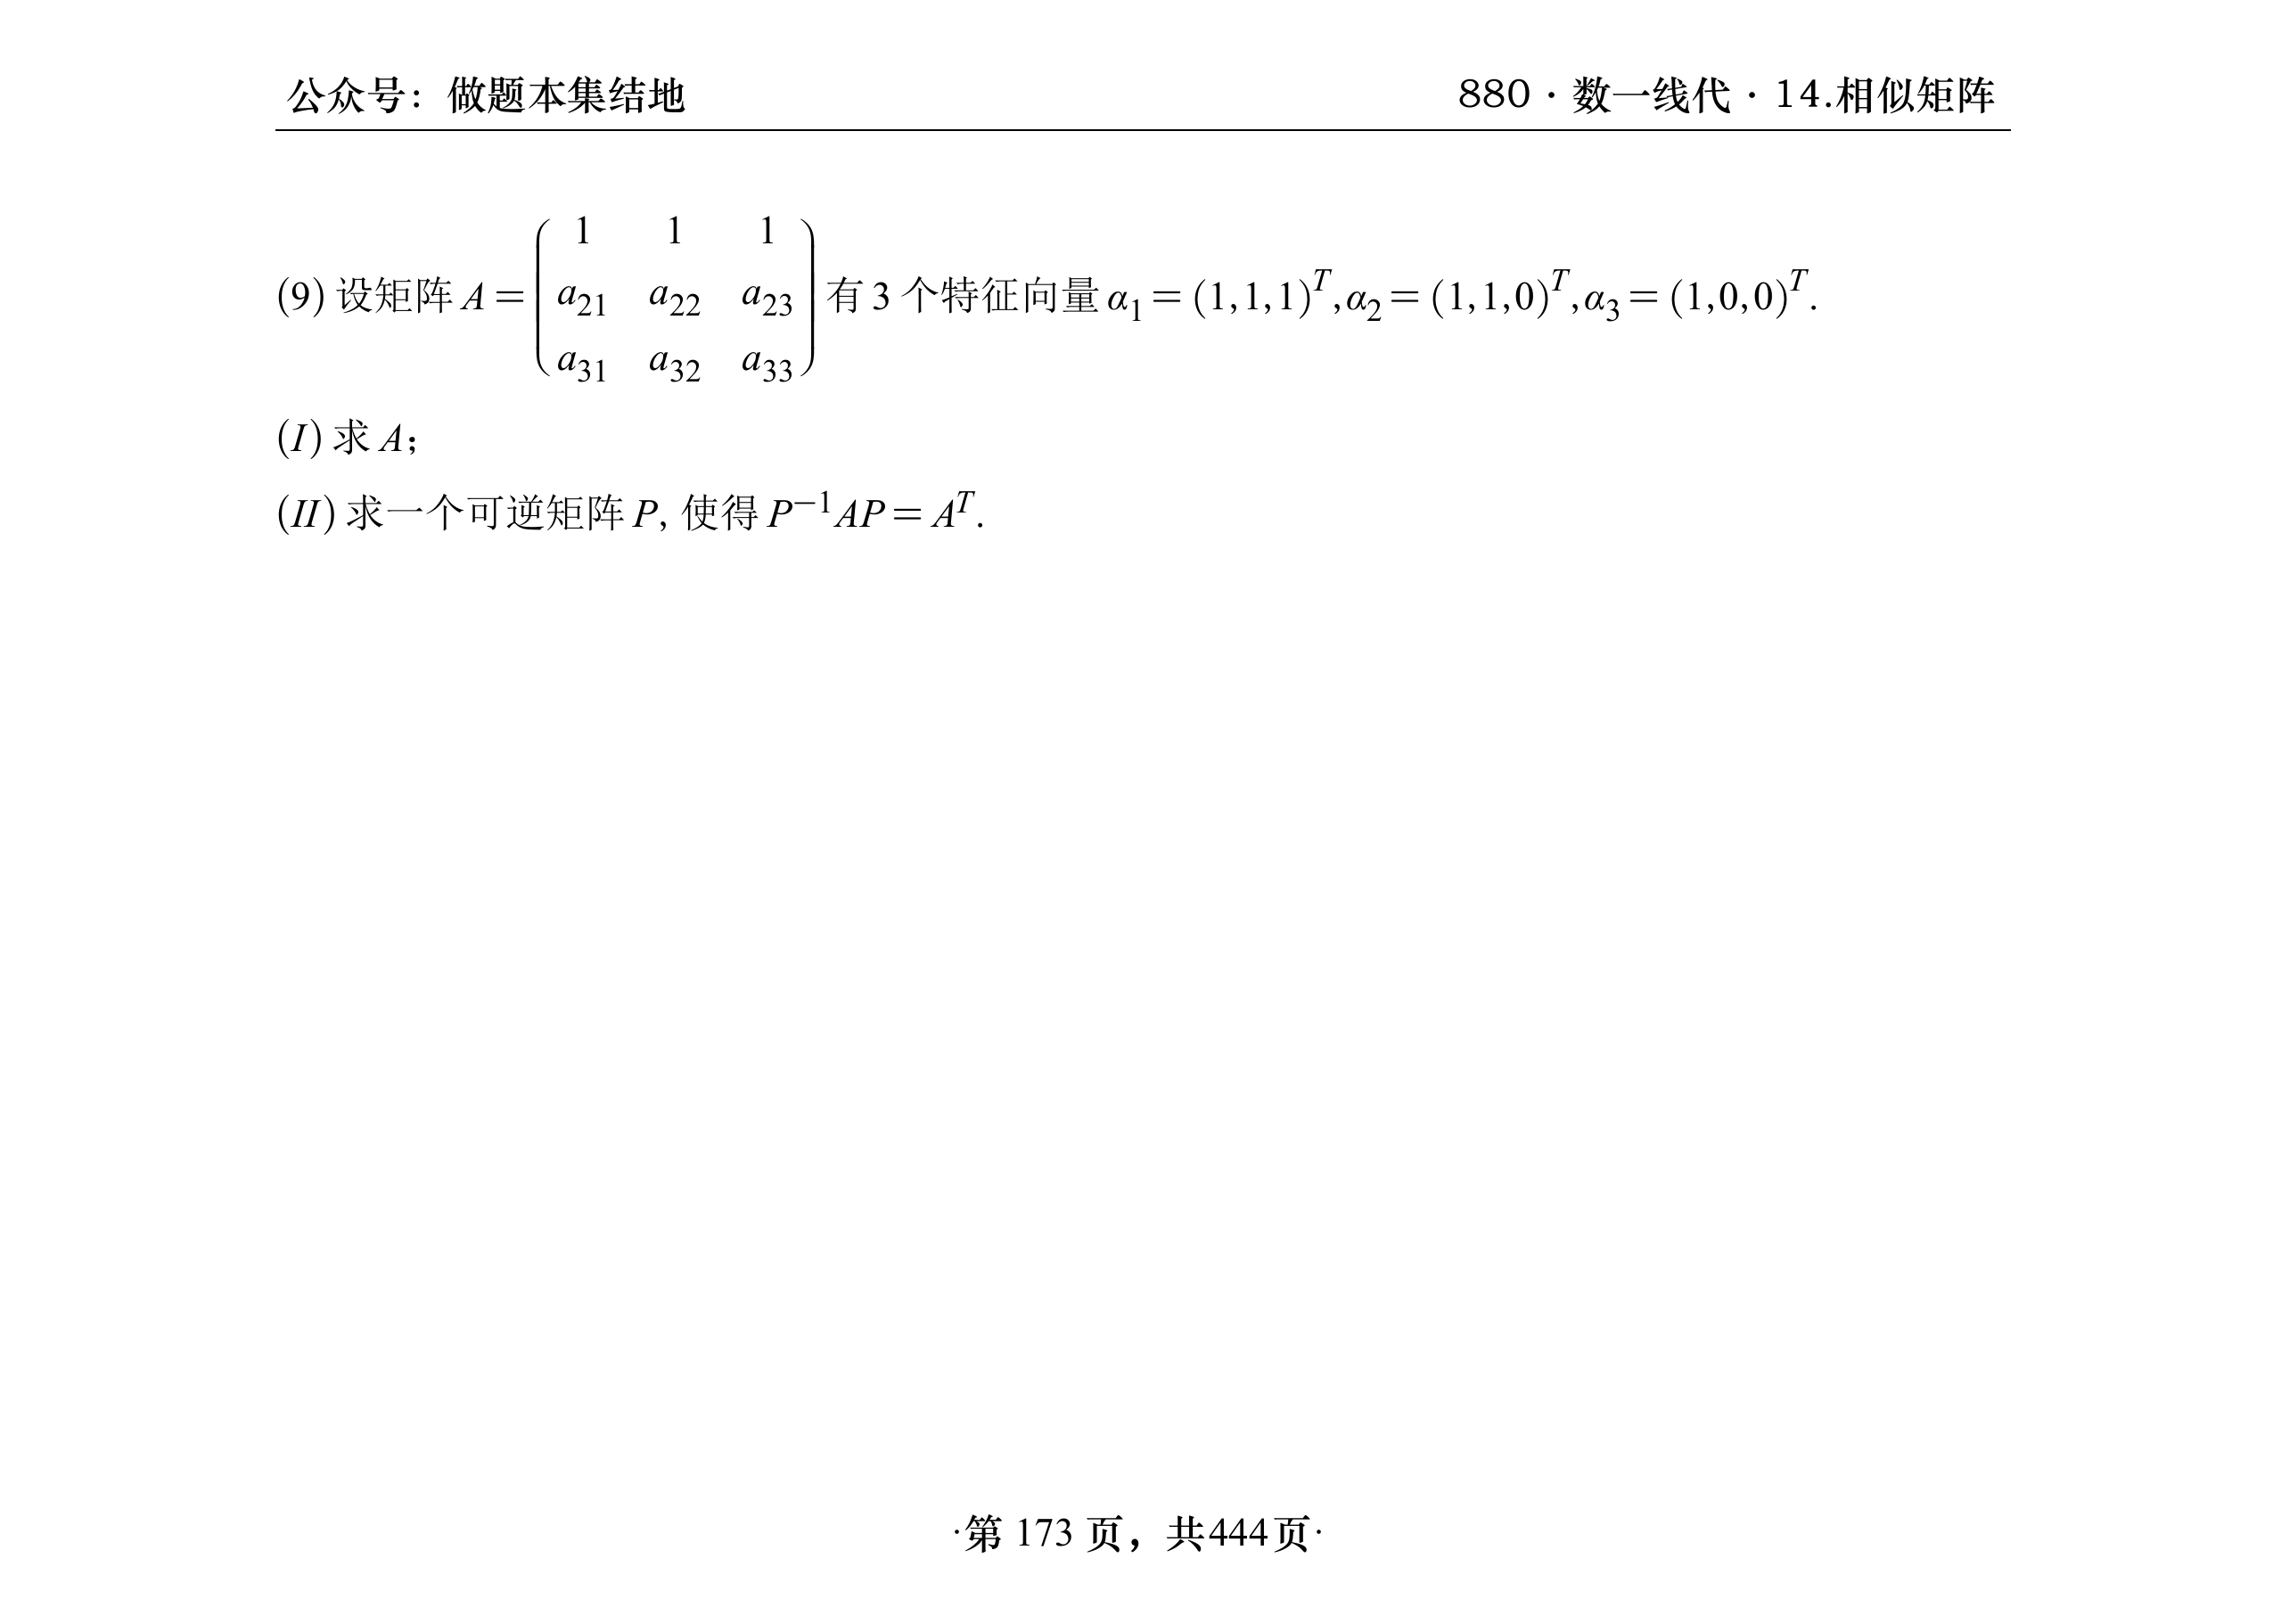 公众号：做题本集结地 880·数一线代·14.相似矩阵
(9) 设矩阵 A = \begin{pmatrix} 1 & 1 & 1 \\ a_{21} & a_{22} & a_{23} \\ a_{31} & a_{32} & a_{33} \end{pmatrix} 有 3 个特征向量 α_1 = (1,1,1)^T, α_2 = (1,1,0)^T, α_3 = (1,0,0)^T.
(I) 求 A；
(II) 求一个可逆矩阵 P, 使得 P^{-1}AP = A^T.
·第 173 页，共444页·